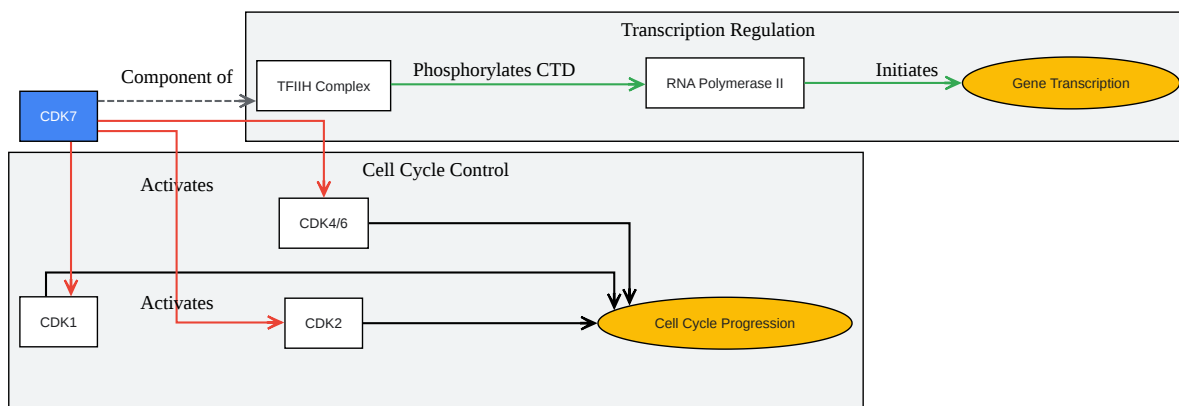 Transcription Regulation
Component of
TFIIH Complex
Phosphorylates CTD
RNA Polymerase II
Initiates
Gene Transcription
CDK7
Cell Cycle Control
Activates
CDK4/6
CDK1
Activates
CDK2
Cell Cycle Progression